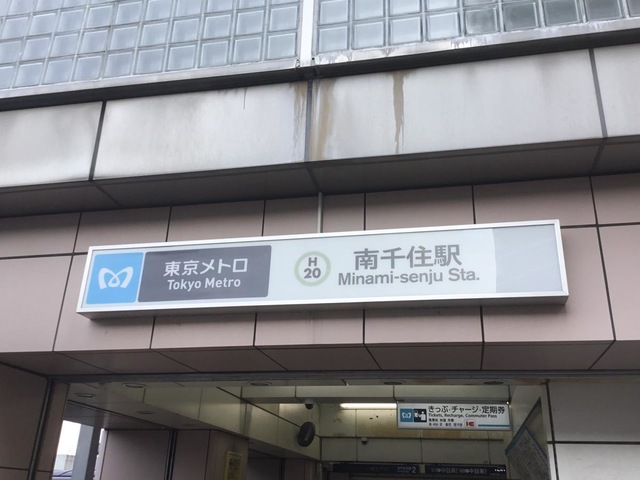 東京メトロ
Tokyo Metro
H
20
南千住駅
Minami-senju Sta.
きっぷ・チャージ・定期券
Tickets, Recharge, Commuter Pass
2